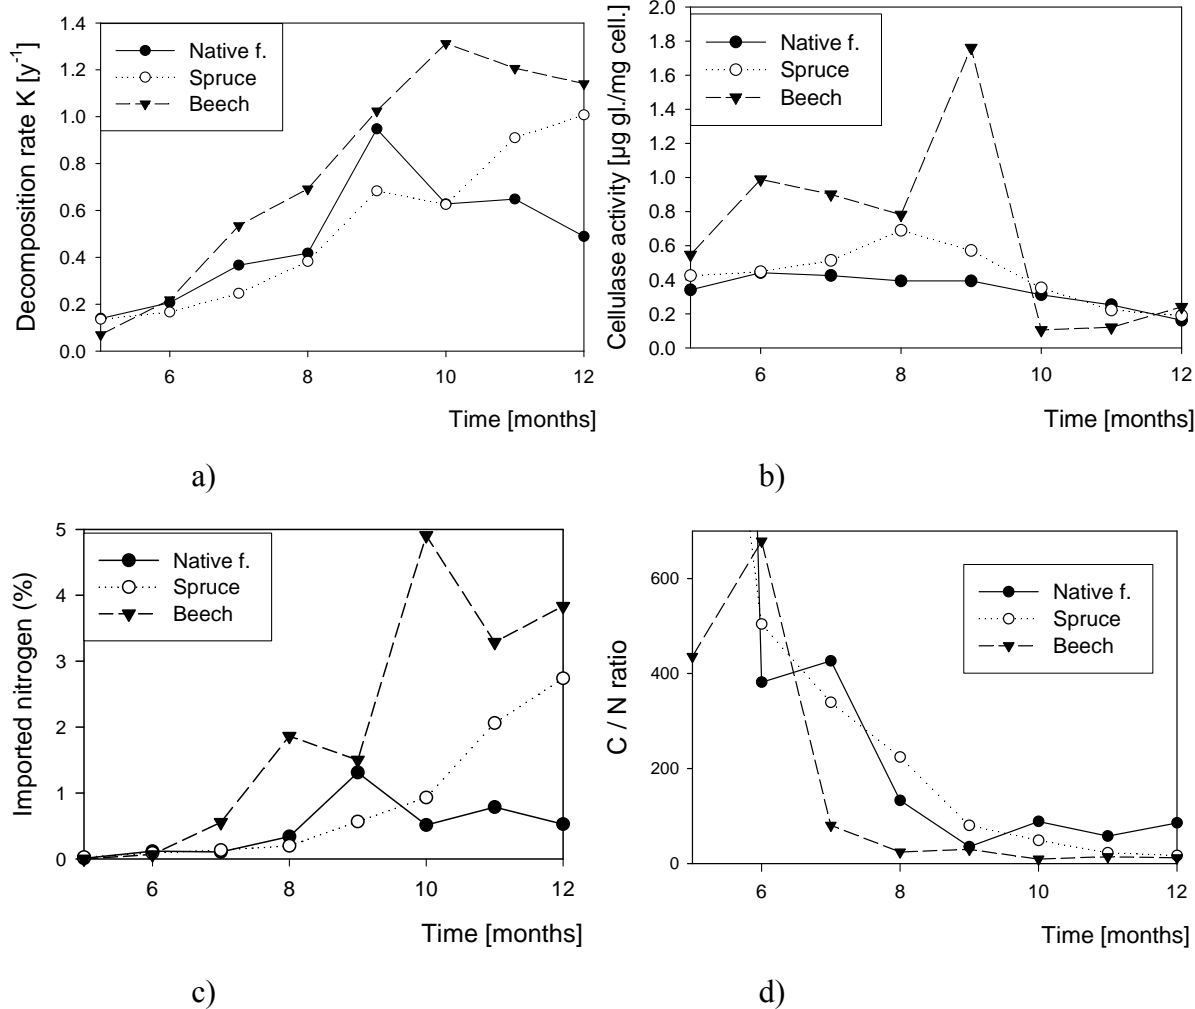 Decomposition rate K [y-1]
1.4
1.2
1.0
0.8
0.6
0.4
0.2
0.0
Native f.
Spruce
Beech
6
8
10
12
Time [months]
a)
Cellulase activity [µg gl./mg cell.]
2.0
1.8
1.6
1.4
1.2
1.0
0.8
0.6
0.4
0.2
0.0
Native f.
Spruce
Beech
6
8
10
12
Time [months]
b)
Imported nitrogen (%)
5
4
3
2
1
0
Native f.
Spruce
Beech
6
8
10
12
Time [months]
c)
C / N ratio
600
400
200
0
Native f.
Spruce
Beech
6
8
10
12
Time [months]
d)